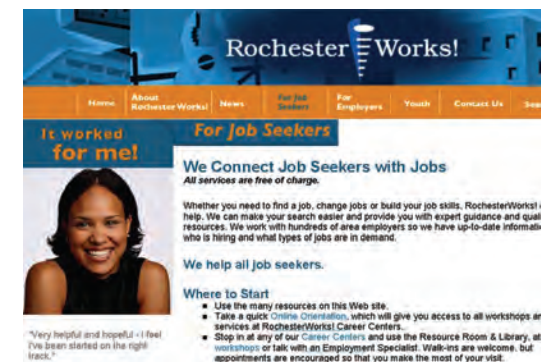 Rochester Works!
Home About Rochester Works! News For Job Seekers For Employers Youth Contact Us
It worked for me!
For Job Seekers
We Connect Job Seekers with Jobs
All services are free of charge.
Whether you need to find a job, change jobs or build your job skills, RochesterWorks!
help. We can make your search easier and provide you with expert guidance and
resources. We work with hundreds of area employers so we have up-to-date
who is hiring and what types of jobs are in demand.
We help all job seekers.
Where to Start
Use the many resources on this Web site.
Take a quick Online Orientation, which will give you access to all workshops
services at RochesterWorks! Career Centers.
Stop in at any of our Career Centers and use the Resource Room & Library,
workshops or talk with an Employment Specialist. Walk-ins are welcome, but
appointments are encouraged so that you make the most of your visit.
"Very helpful and hopeful - I feel
I've been started on the right
track."